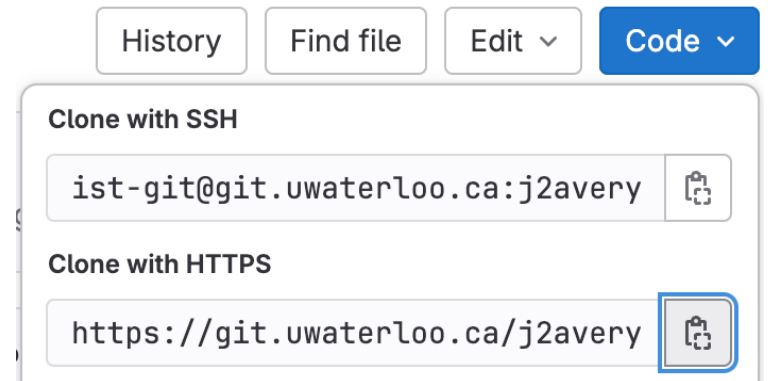 History Find file Edit Code
Clone with SSH
ist-git@git.uwaterloo.ca:j2avery
Clone with HTTPS
https://git.uwaterloo.ca/j2avery